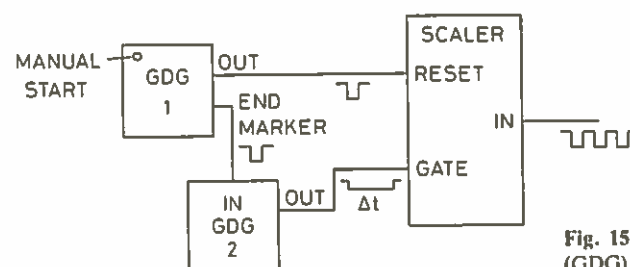 MANUAL
START
GDG
1
OUT
END
MARKER
IN
GDG
2
OUT
Δt
SCALER
RESET
IN
GATE
Fig. 15
(GDG)